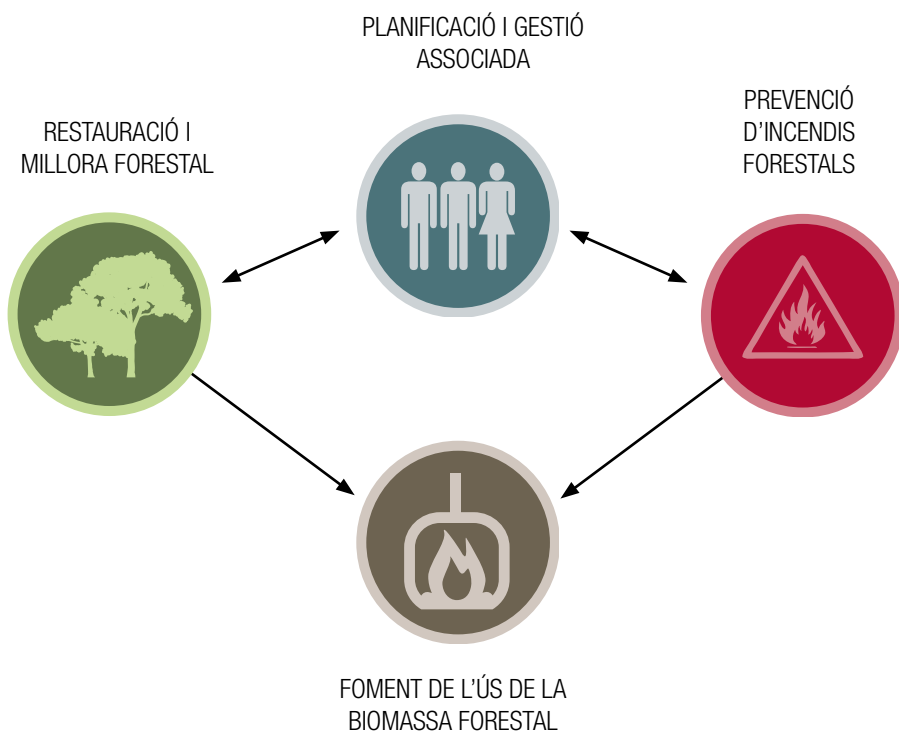 PLANIFICACIÓ I GESTIÓ
ASSOCIADA
RESTAURACIÓ I
MILLORA FORESTAL
PREVENCIÓ
D'INCENDIS
FORESTALS
FOMENT DE L'ÚS DE LA
BIOMASSA FORESTAL